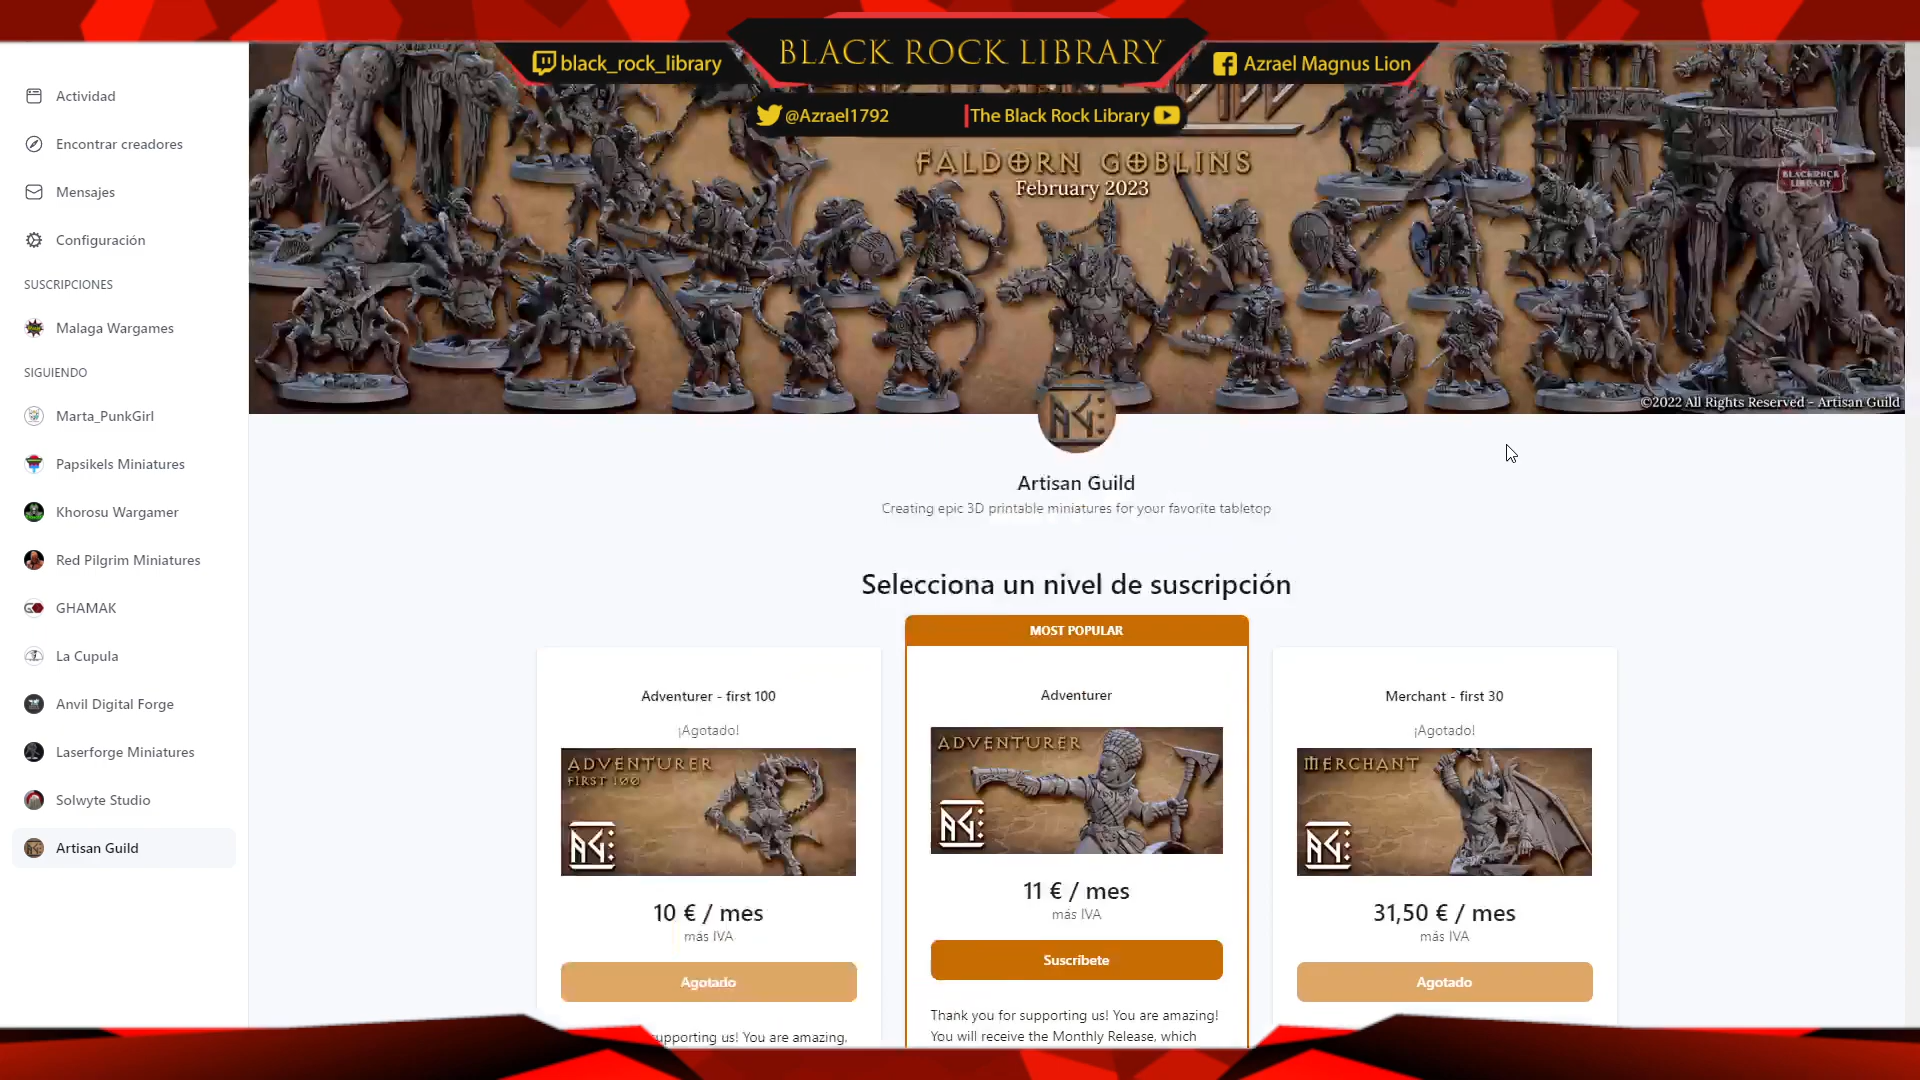 BLACK ROCK LIBRARY
black_rock_library
Azrael Magnus Lion
@Azrael1792
The Black Rock Library
FALDORN GOBLINS
February 2023
BLACKROCK
LIBRARY
©2022 All Rights Reserved - Artisan Guild
Actividad
Encontrar creadores
Mensajes
Configuración
SUSCRIPCIONES
Malaga Wargames
SIGUIENDO
Marta_PunkGirl
Papsikels Miniatures
Khorosu Wargamer
Red Pilgrim Miniatures
GHAMAK
La Cupula
Anvil Digital Forge
Laserforge Miniatures
Solwyte Studio
Artisan Guild
Artisan Guild
Creating epic 3D printable miniatures for your favorite tabletop
Selecciona un nivel de suscripción
Adventurer - first 100
¡Agotado!
ADVENTURER
FIRST 100
10 € / mes
más IVA
Agotado
supporting us! You are amazing.
MOST POPULAR
Adventurer
ADVENTURER
11 € / mes
más IVA
Suscríbete
Thank you for supporting us! You are amazing!
You will receive the Monthly Release, which
Merchant - first 30
¡Agotado!
MERCHANT
31,50 € / mes
más IVA
Agotado